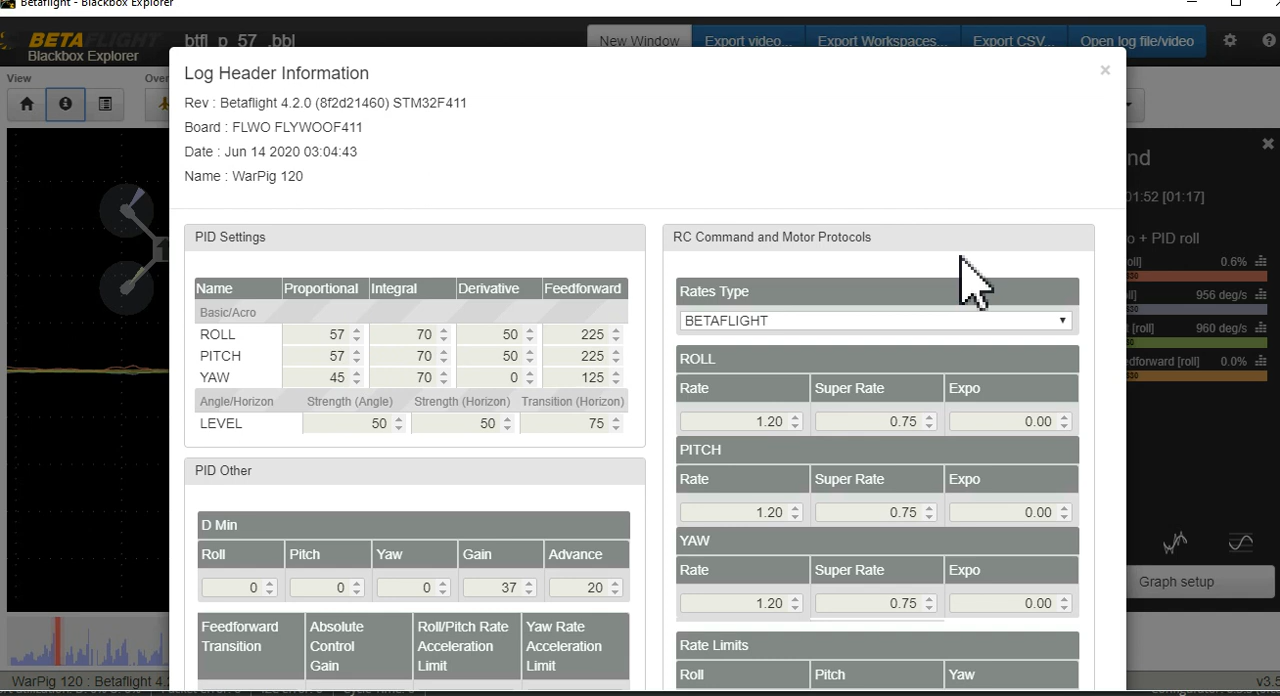 Betaflight - Blackbox Explorer
BETAFLIGHT
Blackbox Explorer
btfl_p_57_.bbl
New Window
Export video...
Export Workspaces...
Export CSV...
Open log file/video
View
Log Header Information
Rev : Betaflight 4.2.0 (8f2d21460) STM32F411
Board : FLWO FLYWOOF411
Date : Jun 14 2020 03:04:43
Name : WarPig 120
PID Settings
Name Proportional Integral Derivative Feedforward
Basic/Acro
ROLL 57 70 50 225
PITCH 57 70 50 225
YAW 45 70 0 125
Angle/Horizon Strength (Angle) Strength (Horizon) Transition (Horizon)
LEVEL 50 50 75
PID Other
D Min
Roll Pitch Yaw Gain Advance
0 0 0 37 20
Feedforward Transition
Absolute Control Gain
Roll/Pitch Rate Acceleration Limit
Yaw Rate Acceleration Limit
RC Command and Motor Protocols
Rates Type
BETAFLIGHT
ROLL
Rate Super Rate Expo
1.20 0.75 0.00
PITCH
Rate Super Rate Expo
1.20 0.75 0.00
YAW
Rate Super Rate Expo
1.20 0.75 0.00
Rate Limits
Roll Pitch Yaw
01:52 [01:17]
+ PID roll
0.6%
956 deg/s
[roll] 960 deg/s
[roll] 0.0%
Graph setup
WarPig 120 : Betaflight 4.